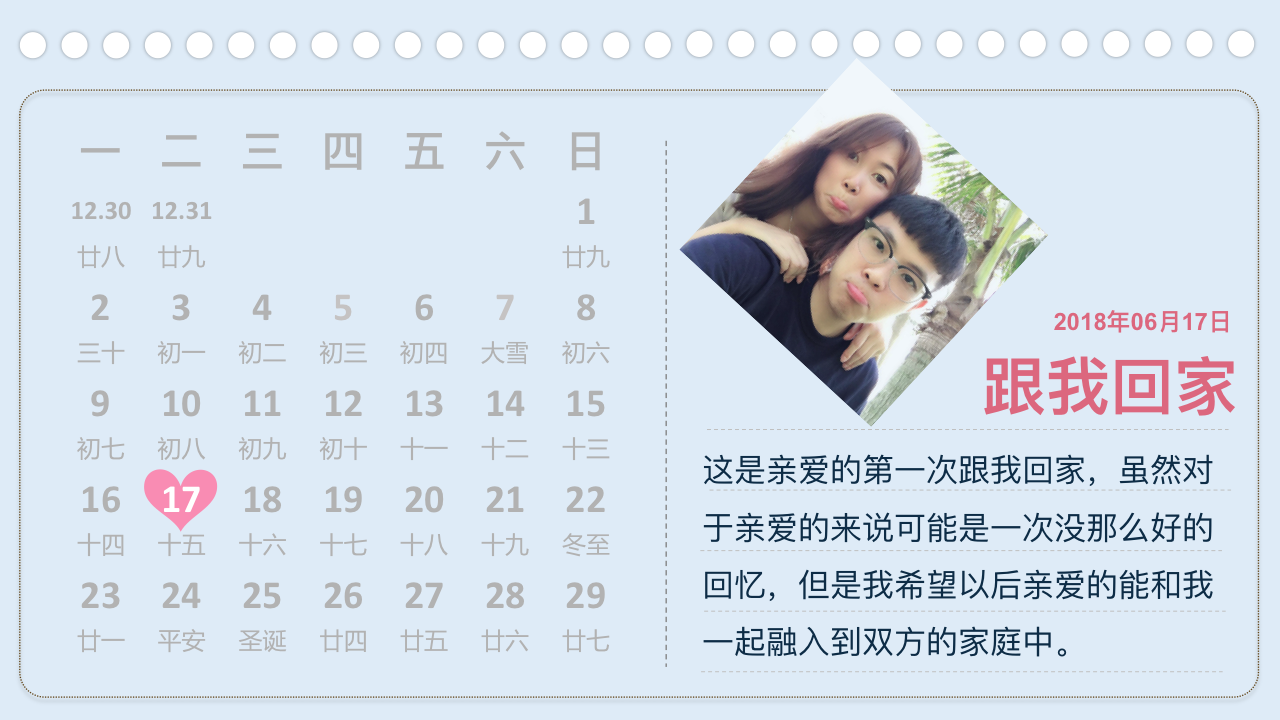 一 二 三 四 五 六 日
12.30 12.31 1
廿八 廿九 廿九
2 3 4 5 6 7 8
三十 初一 初二 初三 初四 大雪 初六
9 10 11 12 13 14 15
初七 初八 初九 初十 十一 十二 十三
16 17 18 19 20 21 22
十四 十五 十六 十七 十八 十九 冬至
23 24 25 26 27 28 29
廿一 平安 圣诞 廿四 廿五 廿六 廿七
2018年06月17日
跟我回家
这是亲爱的第一次跟我回家，虽然对
于亲爱的来说可能是一次没那么好的
回忆，但是我希望以后亲爱的能和我
一起融入到双方的家庭中。